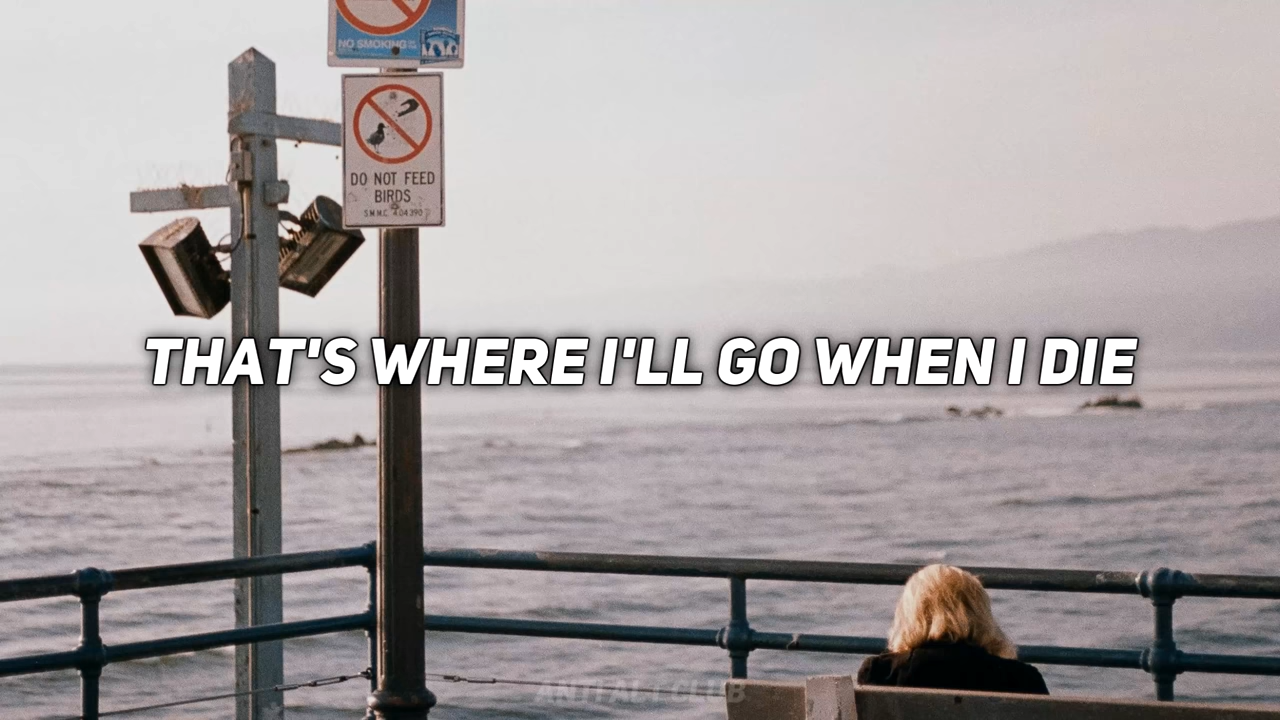 NO SMOKING
DO NOT FEED
BIRDS
THAT'S WHERE I'LL GO WHEN I DIE